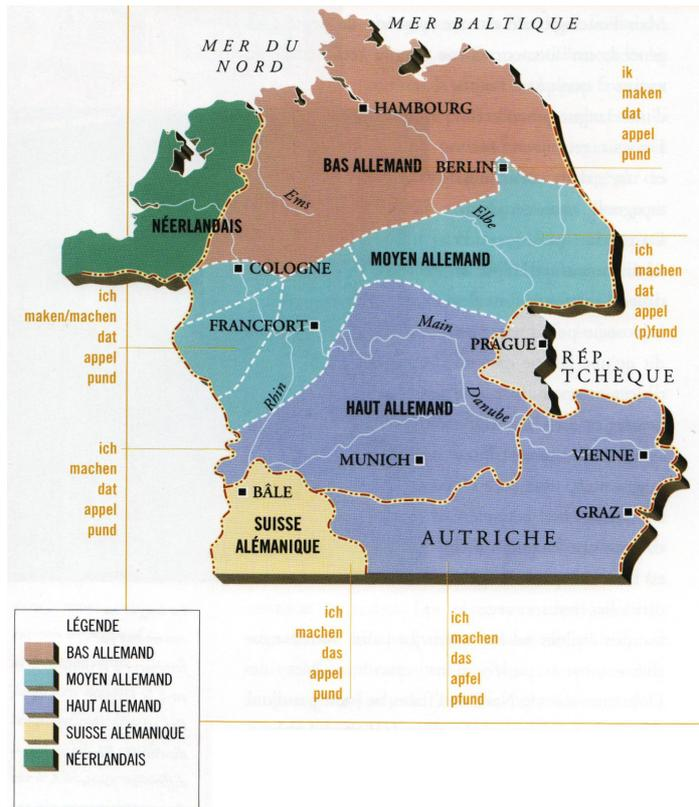 MER BALTIQUE
MER DU
NORD
HAMBOURG
BAS ALLEMAND
BERLIN
Ems
Elbe
NÉERLANDAIS
COLOGNE
MOYEN ALLEMAND
FRANCFORT
Main
PRAGUE
RÉP.
TCHÈQUE
Rhin
HAUT ALLEMAND
Danube
MUNICH
VIENNE
BÂLE
SUISSE
ALÉMANIQUE
AUTRICHE
GRAZ
ik
maken
dat
appel
pund
ich
machen
dat
appel
(p)fund
ich
maken/machen
dat
appel
pund
ich
machen
dat
appel
pund
ich
machen
das
appel
pund
ich
machen
das
apfel
pfund
LÉGENDE
BAS ALLEMAND
MOYEN ALLEMAND
HAUT ALLEMAND
SUISSE ALÉMANIQUE
NÉERLANDAIS